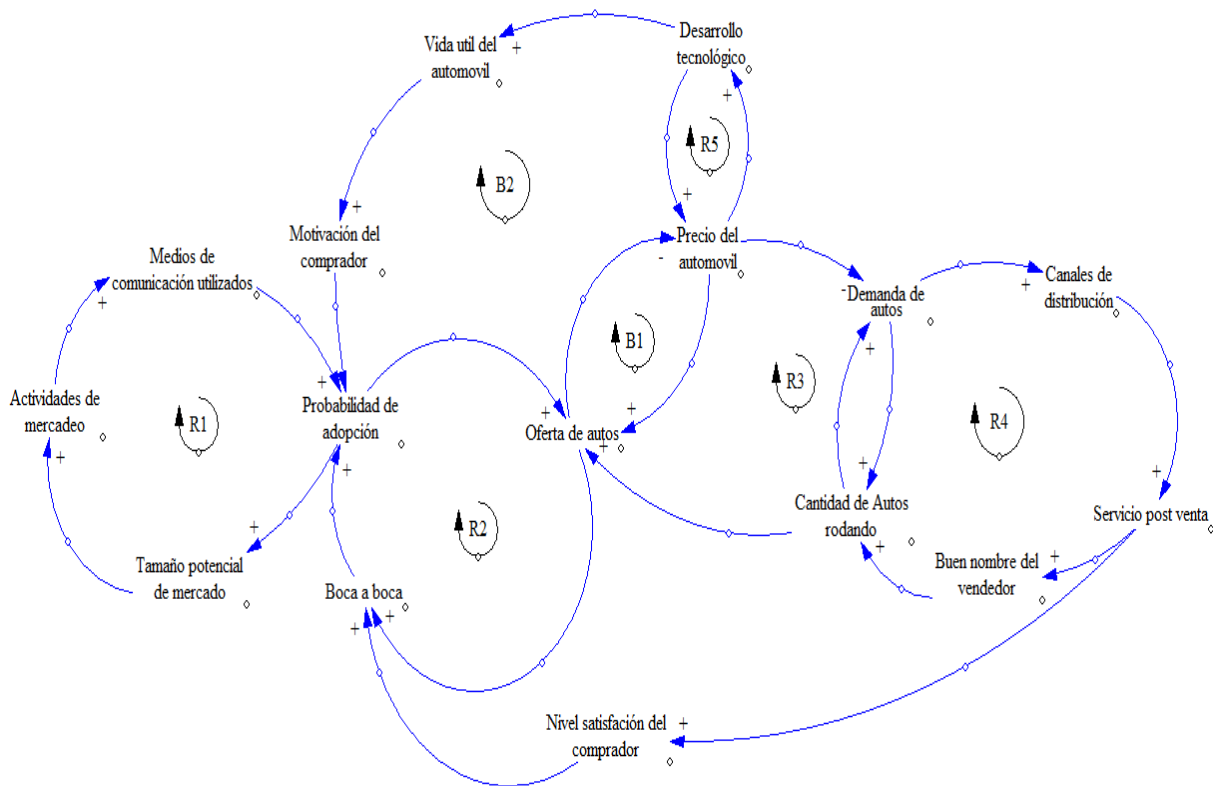 Desarrollo
tecnológico
+
Vida util del
automovil
+
+
R5
B2
+
+
Motivación del
comprador
Precio del
automovil
-
Medios de
comunicación utilizados
+
Canales de
distribución
+
-Demanda de
autos
+
B1
R3
R4
+
Actividades de
mercadeo
+
R1
Probabilidad de
adopción
+
+
+
Oferta de autos
+
+
+
Cantidad de Autos
rodando
+
Servicio post venta
R2
+
Tamaño potencial
de mercado
Boca a boca
+
+
Buen nombre del
vendedor
+
Nivel satisfacción del
comprador
+